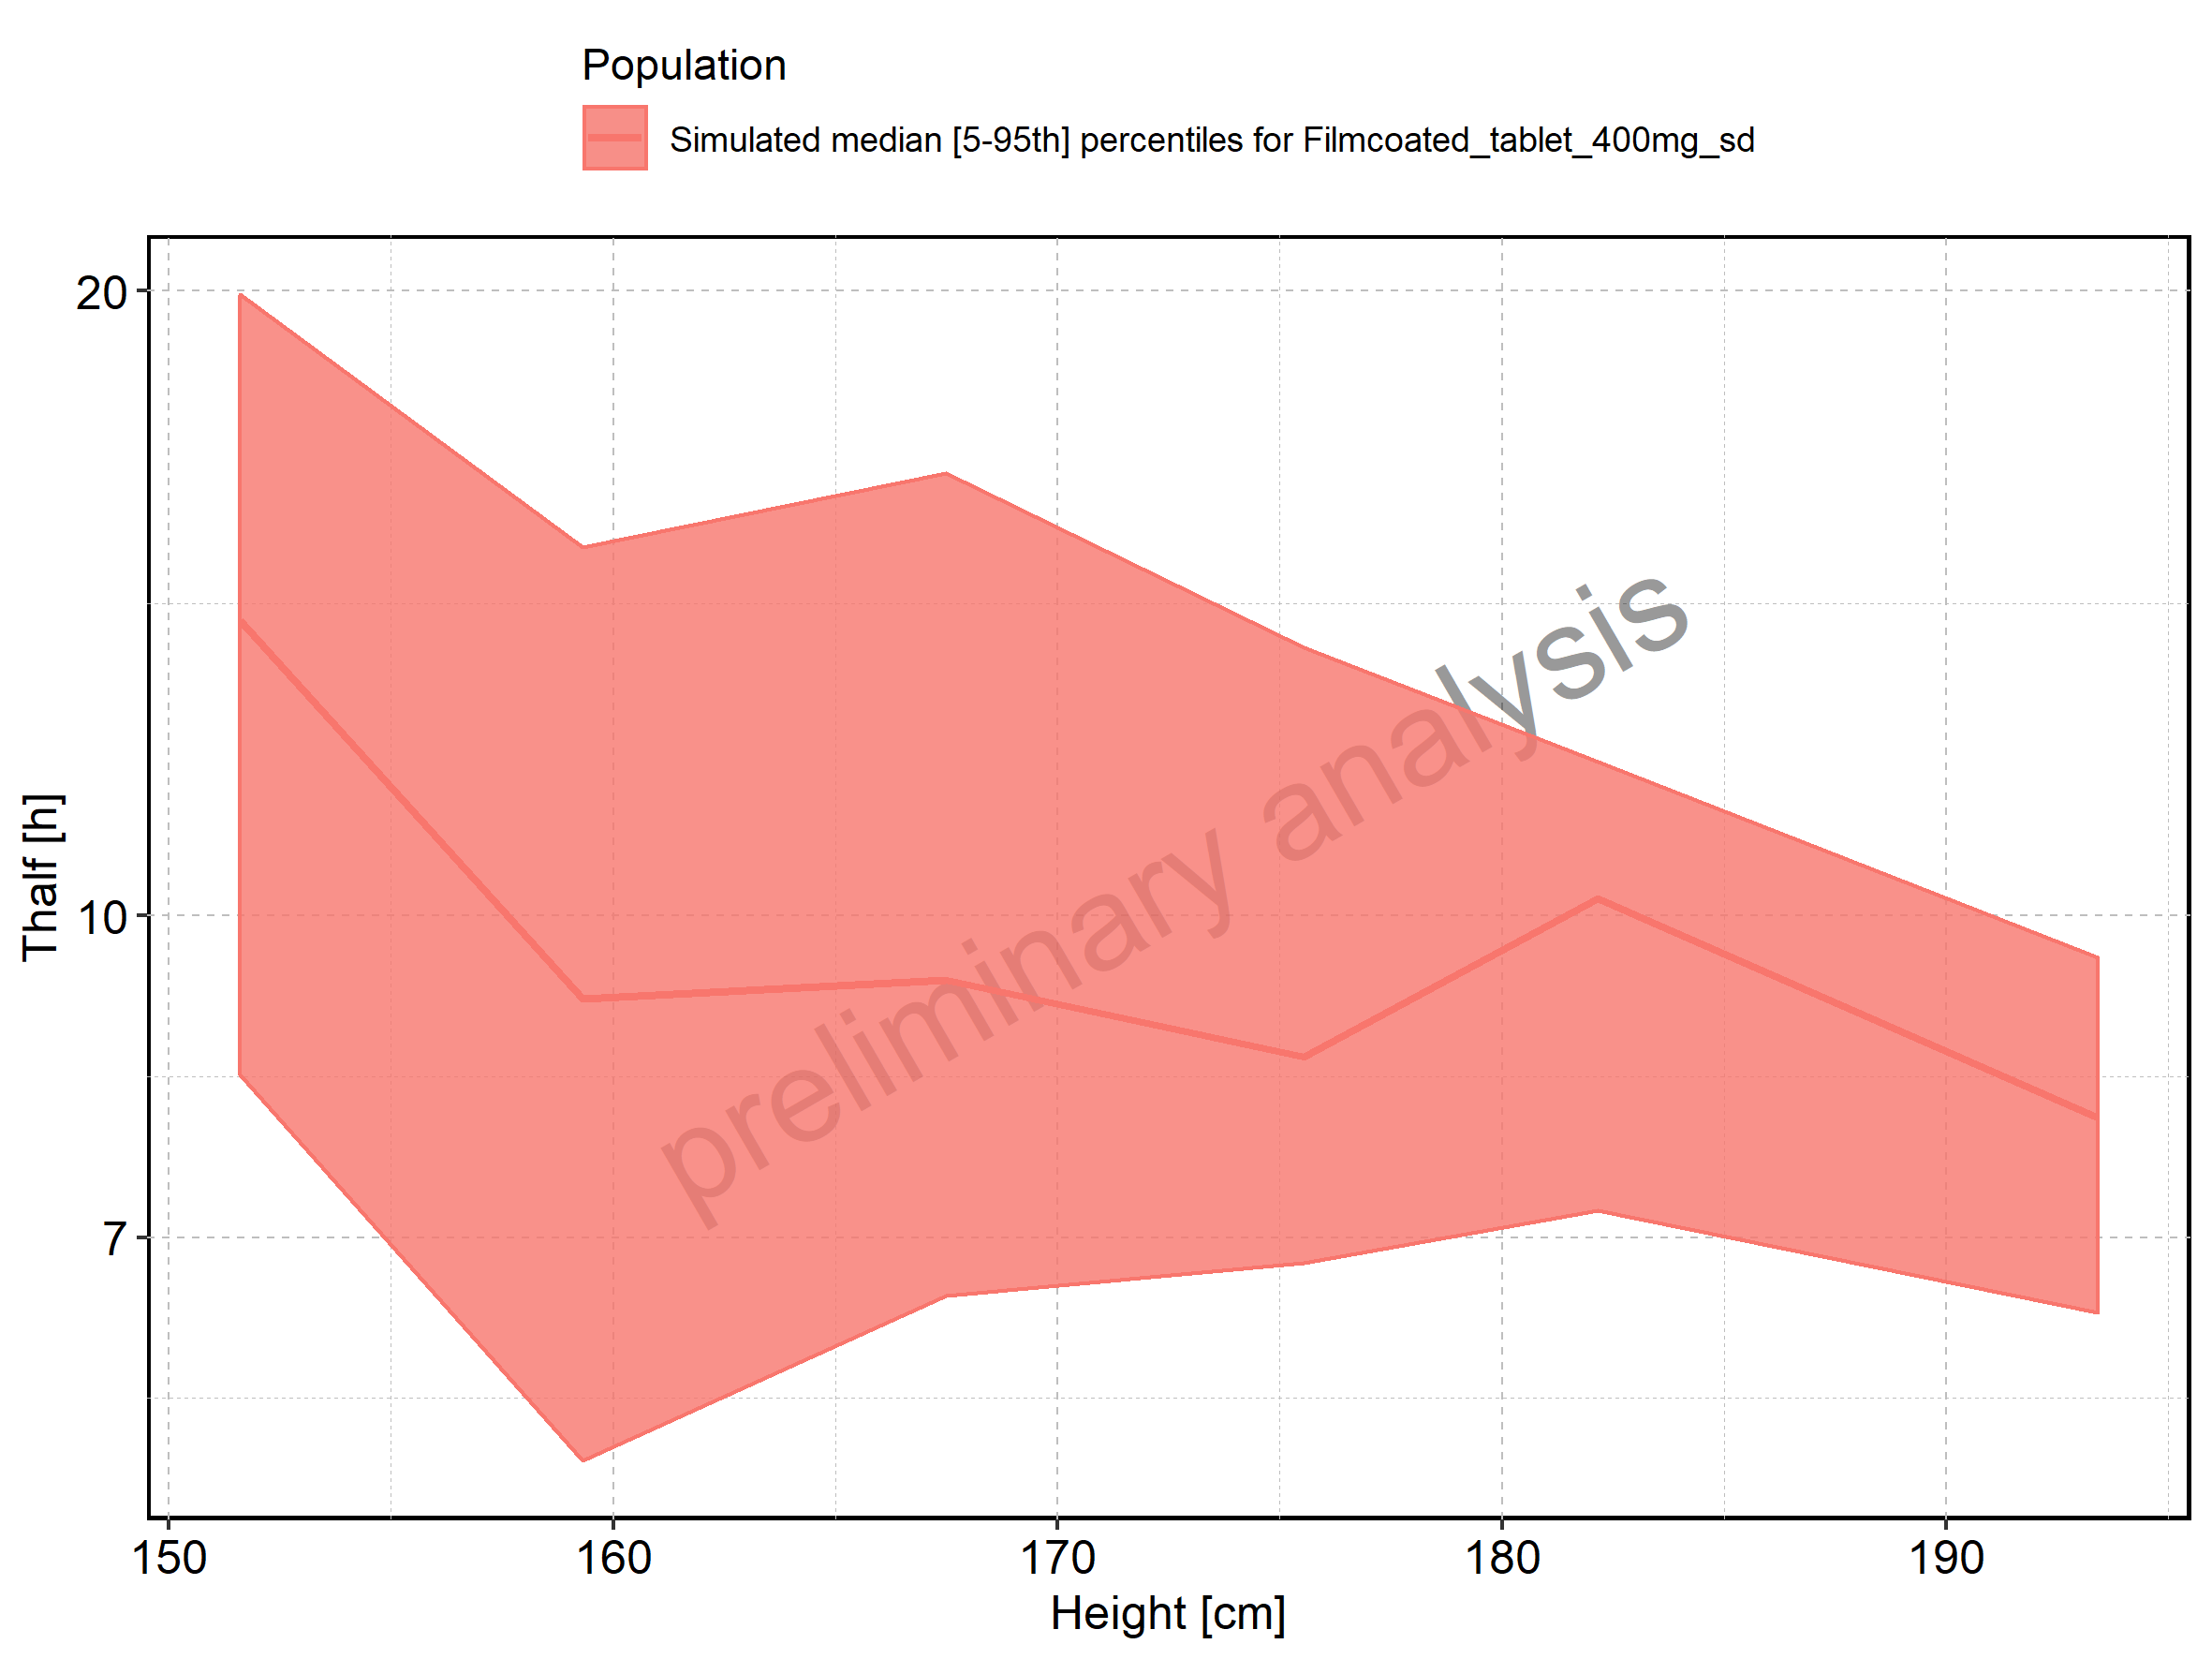 Population
Simulated median [5-95th] percentiles for Filmcoated_tablet_400mg_sd
20
10
7
Thalf [h]
preliminary analysis
150 160 170 180 190
Height [cm]